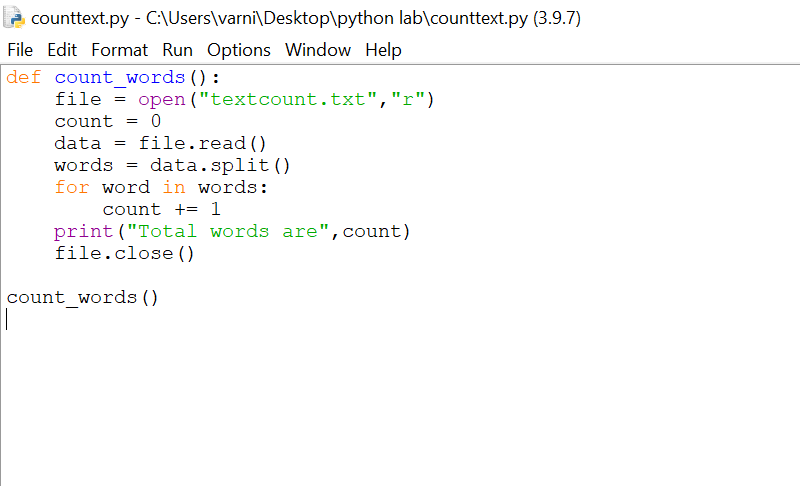 counttext.py - C:\Users\varni\Desktop\python lab\counttext.py (3.9.7)
File Edit Format Run Options Window Help
def count_words():
    file = open("textcount.txt","r")
    count = 0
    data = file.read()
    words = data.split()
    for word in words:
        count += 1
    print("Total words are",count)
    file.close()

count_words()